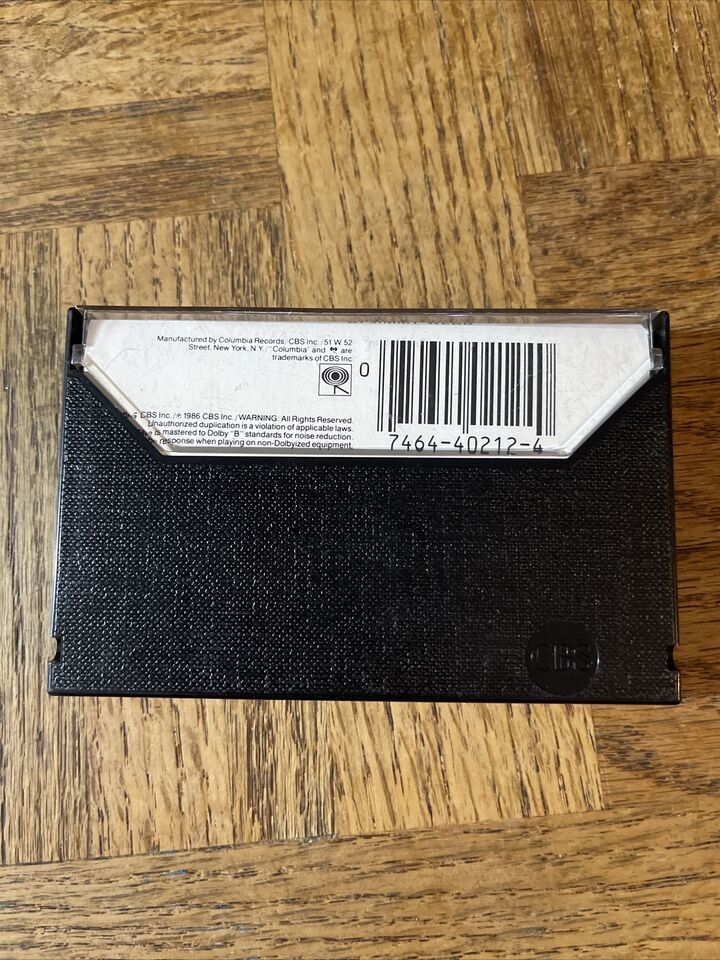 Manufactured by Columbia Records/CBS Inc./51 W. 52
Street, New York, N.Y./"Columbia" and are
trademarks of CBS Inc.
0
7464-40212-4
CBS Inc./℗ 1986 CBS Inc./WARNING: All Rights Reserved.
Unauthorized duplication is a violation of applicable laws.
is mastered to Dolby "B" standards for noise reduction.
response when playing on non-Dolbyized equipment.
CBS